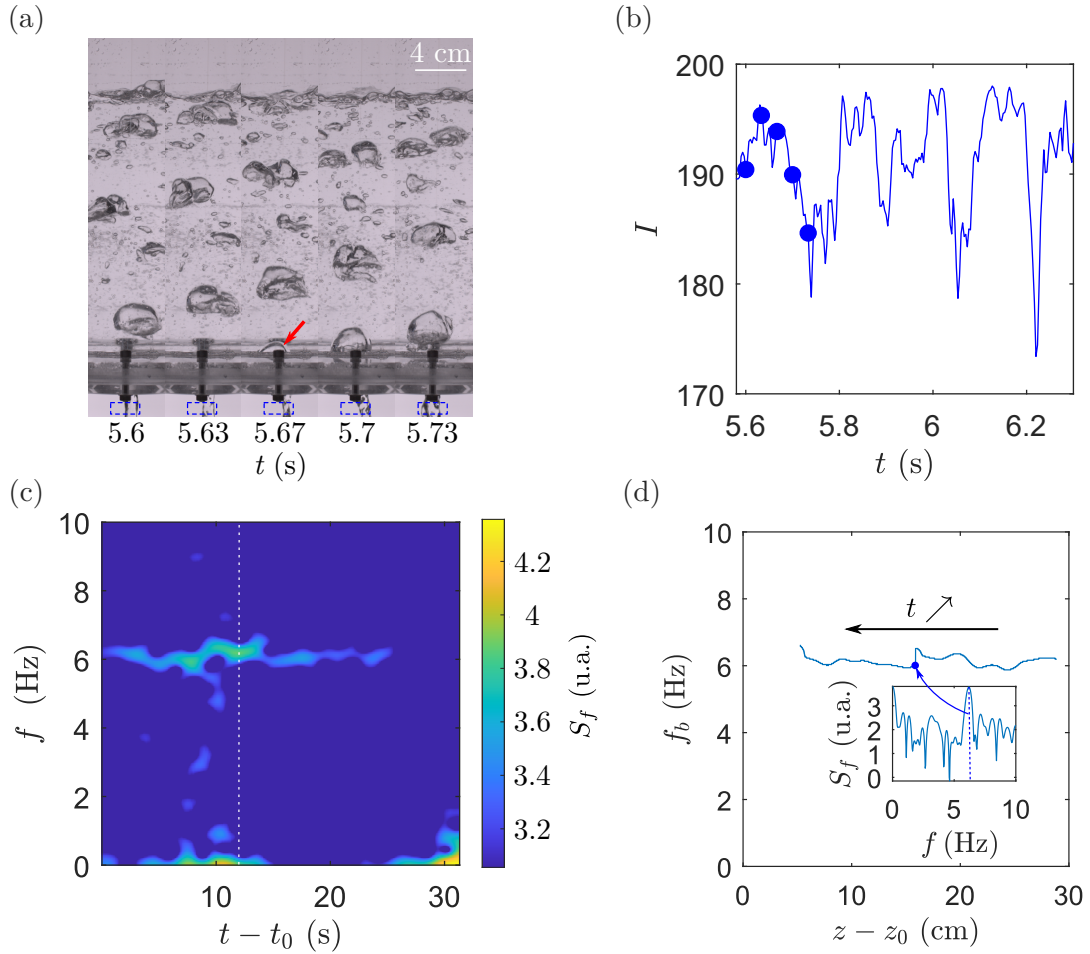 (a)
4 cm
5.6 5.63 5.67 5.7 5.73
t (s)
(b)
200
190
180
170
I
5.6 5.8 6 6.2
t (s)
(c)
10
8
6
4
2
0
f (Hz)
10 20 30
t − t₀ (s)
4.2
4
3.8
3.6
3.4
3.2
S_f (u.a.)
(d)
10
8
6
4
2
0
f_b (Hz)
t
3
2
1
0
S_f (u.a.)
0 5 10
f (Hz)
0 10 20 30
z − z₀ (cm)